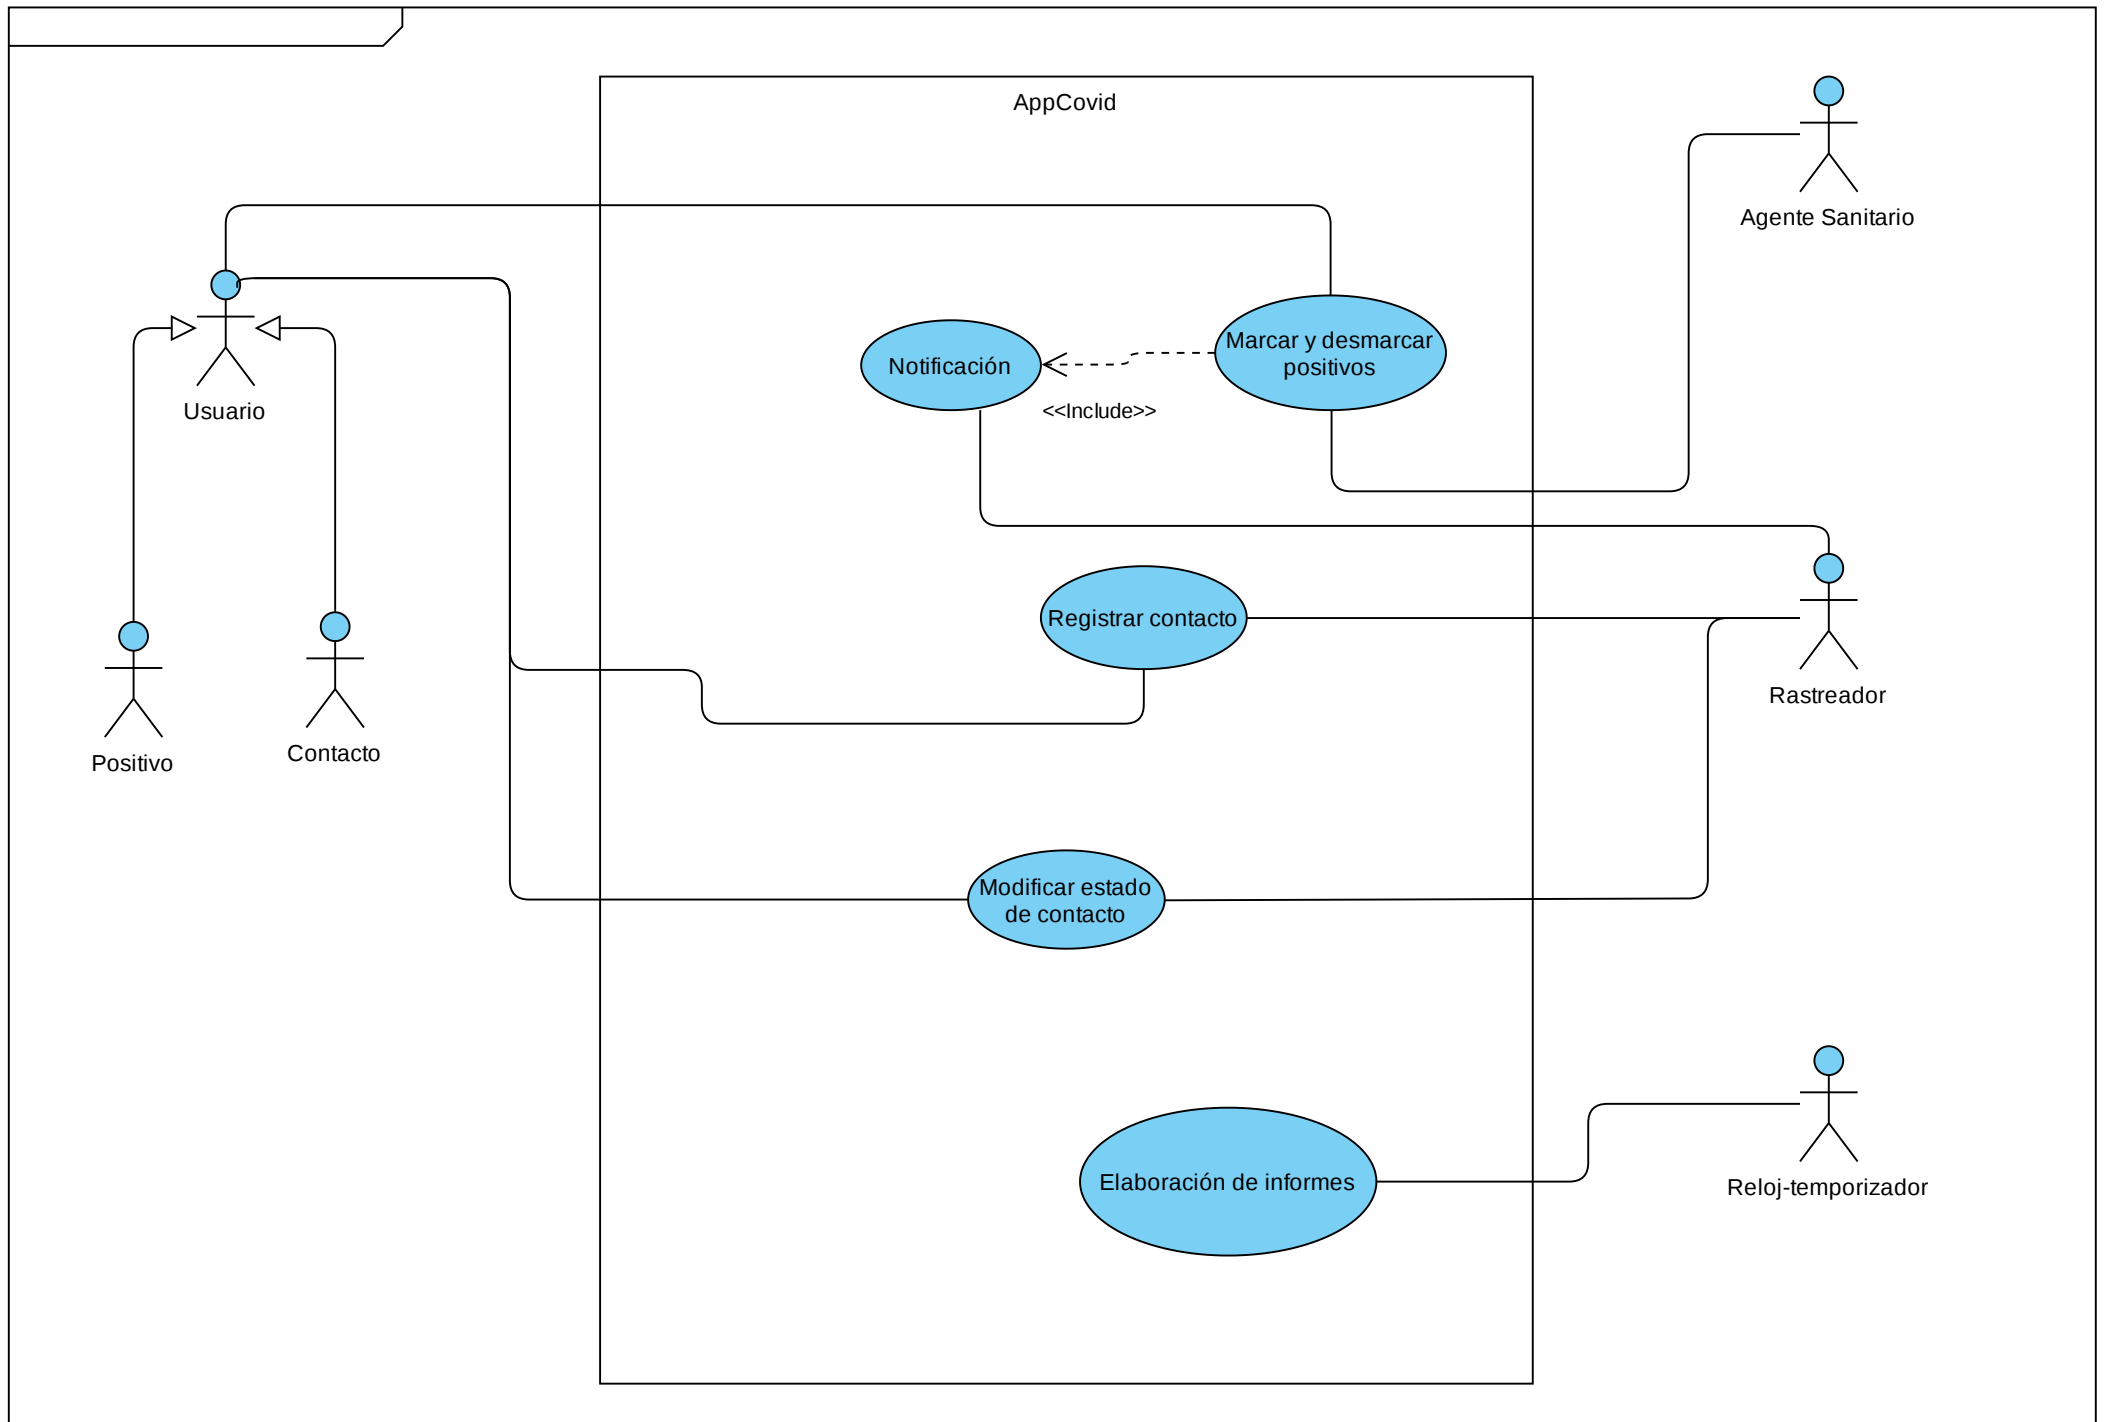 AppCovid
Agente Sanitario
Marcar y desmarcar
positivos
Notificación
<<Include>>
Usuario
Registrar contacto
Rastreador
Contacto
Positivo
Modificar estado
de contacto
Elaboración de informes
Reloj-temporizador